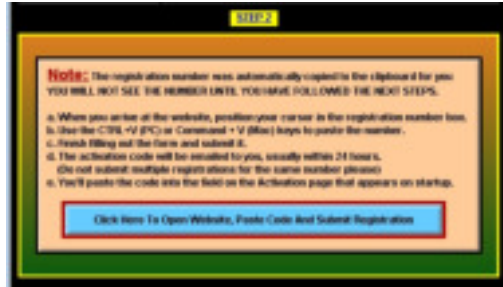 STEP 2
Note: The registration number was automatically copied to the clipboard for you
YOU WILL NOT SEE THE NUMBER UNTIL YOU HAVE FOLLOWED THE NEXT STEPS.
a. When you arrive at the website, position your cursor in the registration number box.
b. Use the CTRL+V (PC) or Command + V (Mac) keys to paste the number.
c. Finish filling out the form and submit it.
d. The activation code will be emailed to you, usually within 24 hours.
(Do not submit multiple registrations for the same number please)
e. You'll paste the code into the field on the Activation page that appears on startup.
Click Here To Open Website, Paste Code And Submit Registration